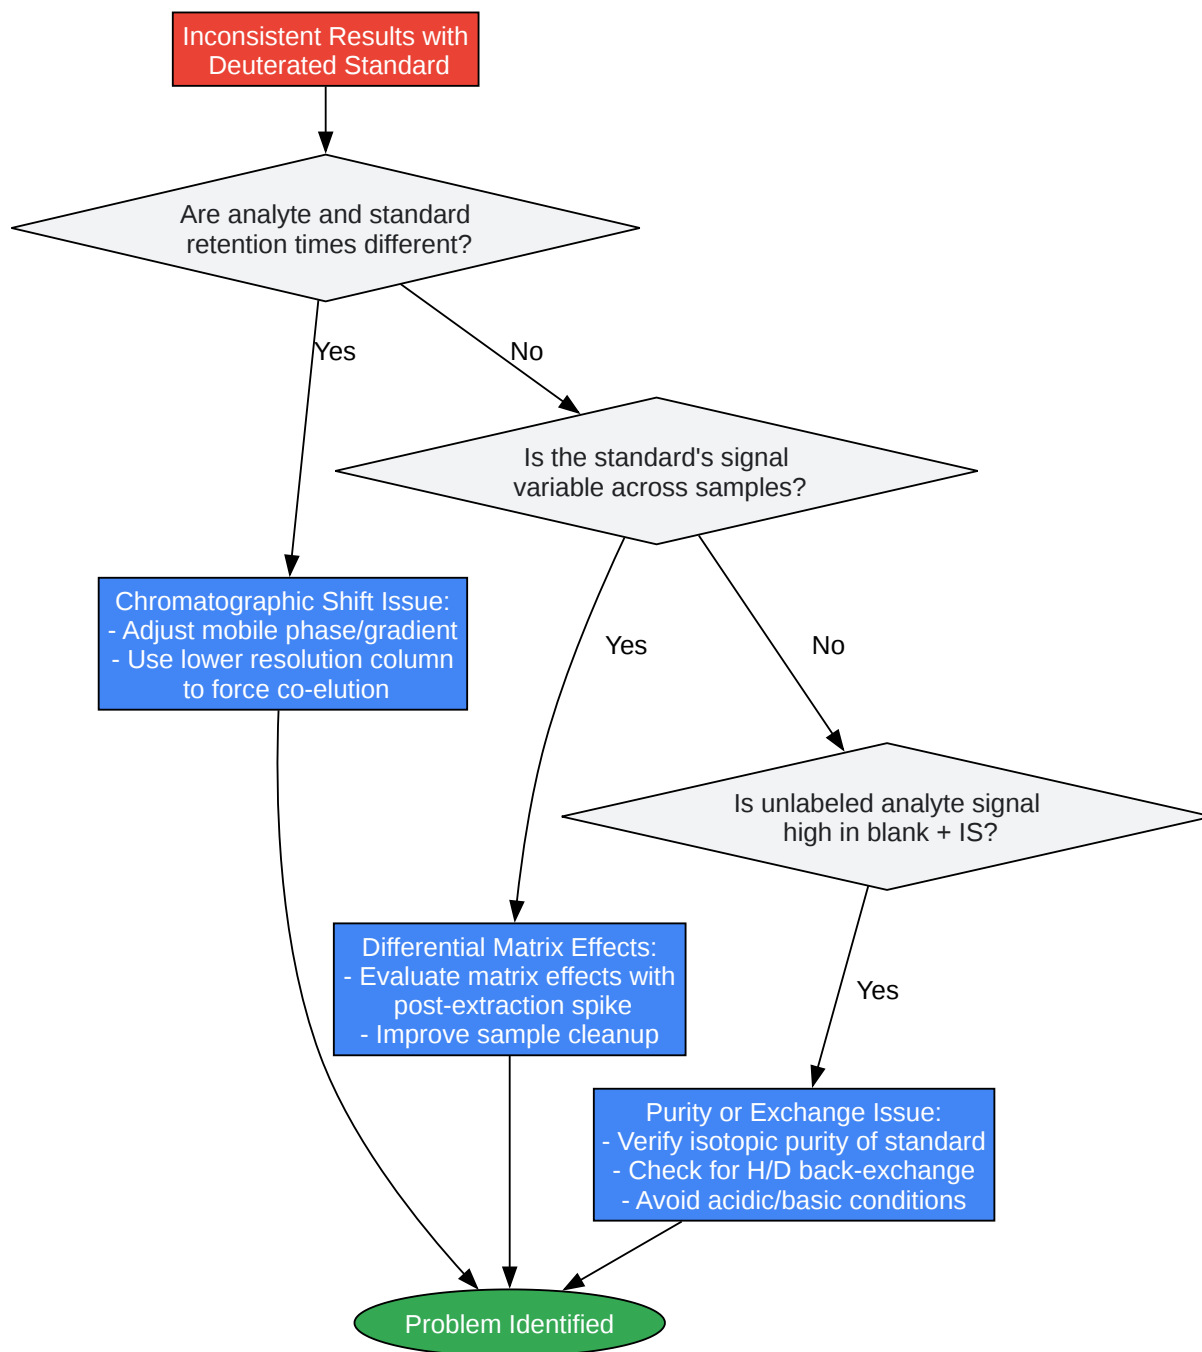 Inconsistent Results with
Deuterated Standard
Are analyte and standard
retention times different?
Yes
No
Is the standard's signal
variable across samples?
Chromatographic Shift Issue:
- Adjust mobile phase/gradient
- Use lower resolution column
to force co-elution
Yes
No
Is unlabeled analyte signal
high in blank + IS?
Differential Matrix Effects:
- Evaluate matrix effects with
post-extraction spike
- Improve sample cleanup
Yes
Purity or Exchange Issue:
- Verify isotopic purity of standard
- Check for H/D back-exchange
- Avoid acidic/basic conditions
Problem Identified